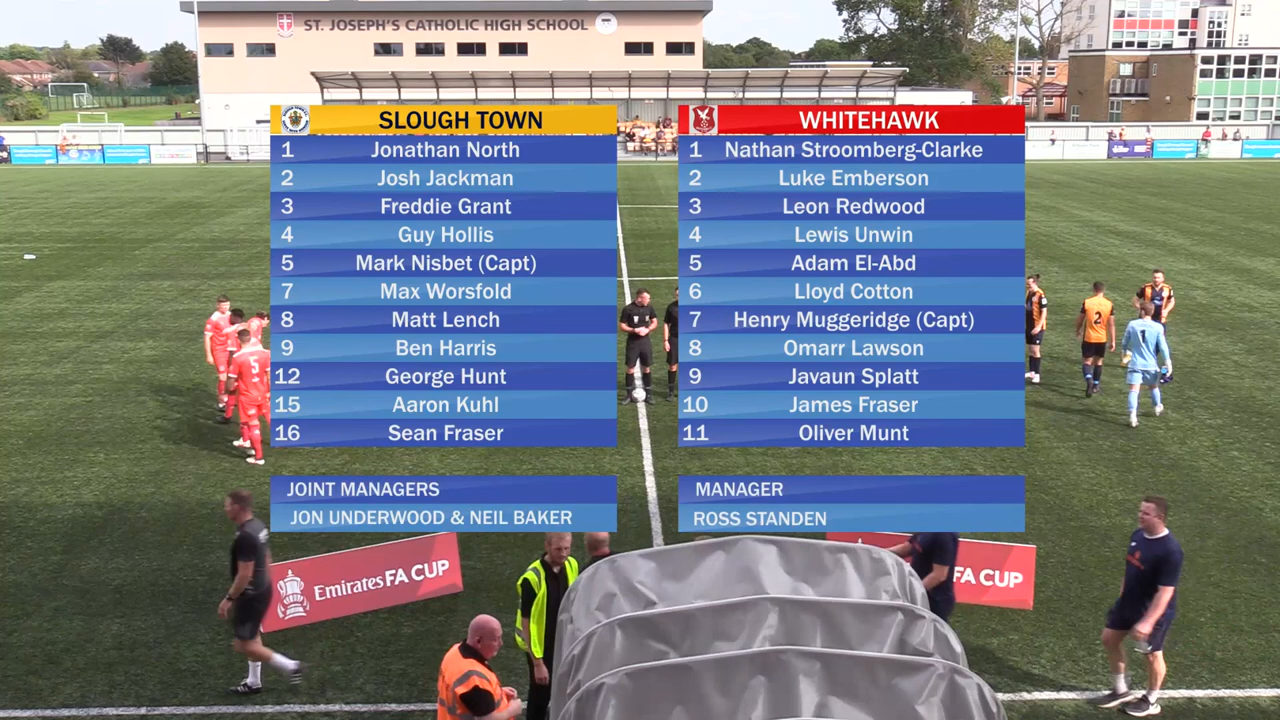 ST. JOSEPH'S CATHOLIC HIGH SCHOOL
SLOUGH TOWN
1 Jonathan North
2 Josh Jackman
3 Freddie Grant
4 Guy Hollis
5 Mark Nisbet (Capt)
7 Max Worsfold
8 Matt Lench
9 Ben Harris
12 George Hunt
15 Aaron Kuhl
16 Sean Fraser
JOINT MANAGERS
JON UNDERWOOD & NEIL BAKER
WHITEHAWK
1 Nathan Stroomberg-Clarke
2 Luke Emberson
3 Leon Redwood
4 Lewis Unwin
5 Adam El-Abd
6 Lloyd Cotton
7 Henry Muggeridge (Capt)
8 Omarr Lawson
9 Javaun Splatt
10 James Fraser
11 Oliver Munt
MANAGER
ROSS STANDEN
5
2
1
Emirates FA CUP
FA CUP